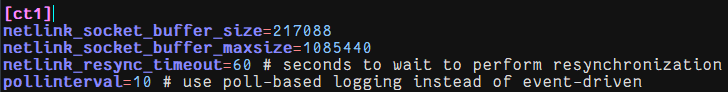 [ct1]
netlink_socket_buffer_size=217088
netlink_socket_buffer_maxsize=1085440
netlink_resync_timeout=60 # seconds to wait to perform resynchronization
pollinterval=10 # use poll-based logging instead of event-driven